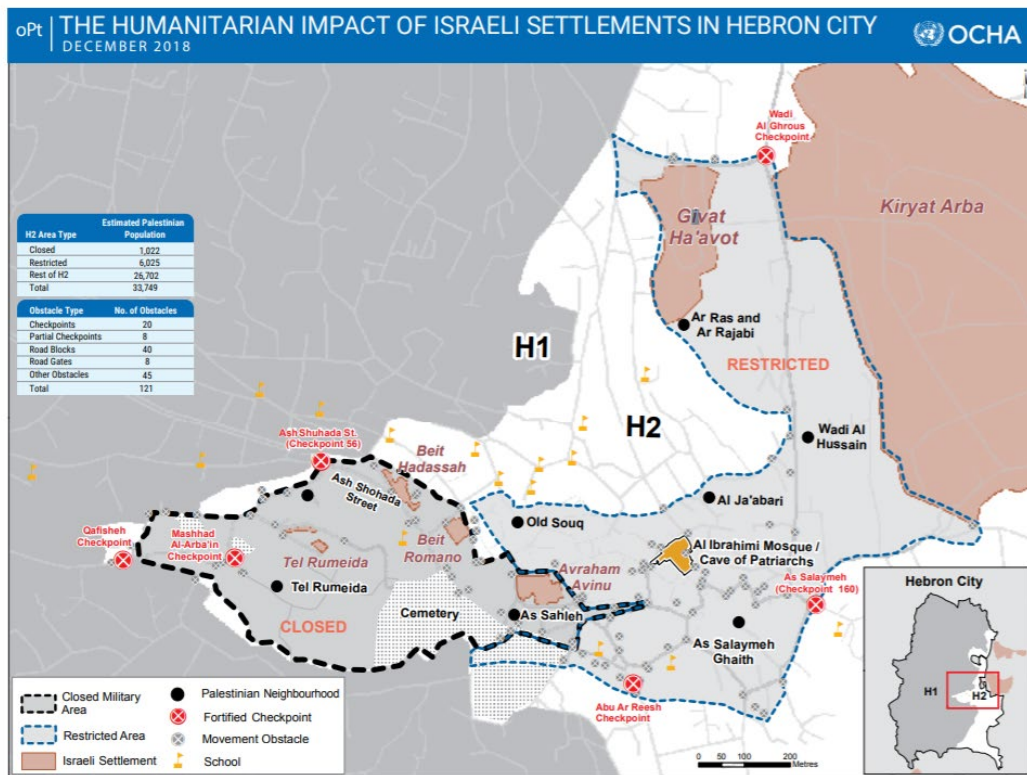 oPt
THE HUMANITARIAN IMPACT OF ISRAELI SETTLEMENTS IN HEBRON CITY
DECEMBER 2018
OCHA
Wadi
Al Ghrous
Checkpoint
Kiryat Arba
Givat
Ha'avot
H2 Area Type Estimated Palestinian Population
Closed 1,022
Restricted 6,025
Rest of H2 26,702
Total 33,749
Obstacle Type No. of Obstacles
Checkpoints 20
Partial Checkpoints 8
Road Blocks 40
Road Gates 8
Other Obstacles 45
Total 121
Ar Ras and
Ar Rajabi
H1
RESTRICTED
H2
Wadi Al
Hussain
Ash Shuhada St.
(Checkpoint 56)
Beit
Hadassah
Ash Shohada
Street
Al Ja'abari
Old Souq
Qafisheh
Checkpoint
Mashhad
Al-Arba'in
Checkpoint
Beit
Romano
Al Ibrahimi Mosque /
Cave of Patriarchs
Tel Rumeida
Avraham
Avinu
As Salaymeh
(Checkpoint 160)
Tel Rumeida
Cemetery
As Sahleh
CLOSED
As Salaymeh
Ghaith
Abu Ar Reesh
Checkpoint
Hebron City
H1
H2
Closed Military
Area
Restricted Area
Israeli Settlement
Palestinian Neighbourhood
Fortified Checkpoint
Movement Obstacle
School
0 50 100 200
Metres